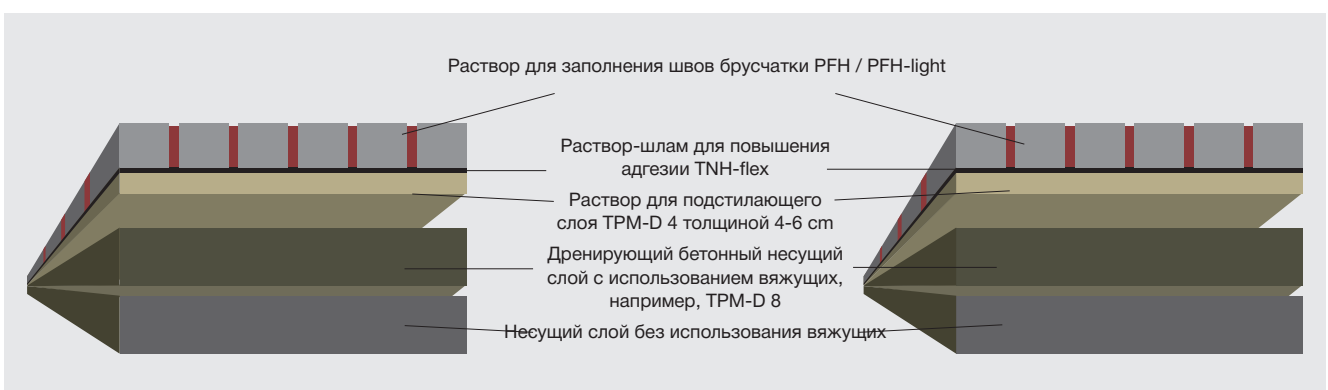 Раствор для заполнения швов брусчатки PFH / PFH-light
Раствор-шлам для повышения
адгезии TNH-flex
Раствор для подстилающего
слоя TPM-D 4 толщиной 4-6 cm
Дренирующий бетонный несущий
слой с использованием вяжущих,
например, TPM-D 8
Несущий слой без использования вяжущих